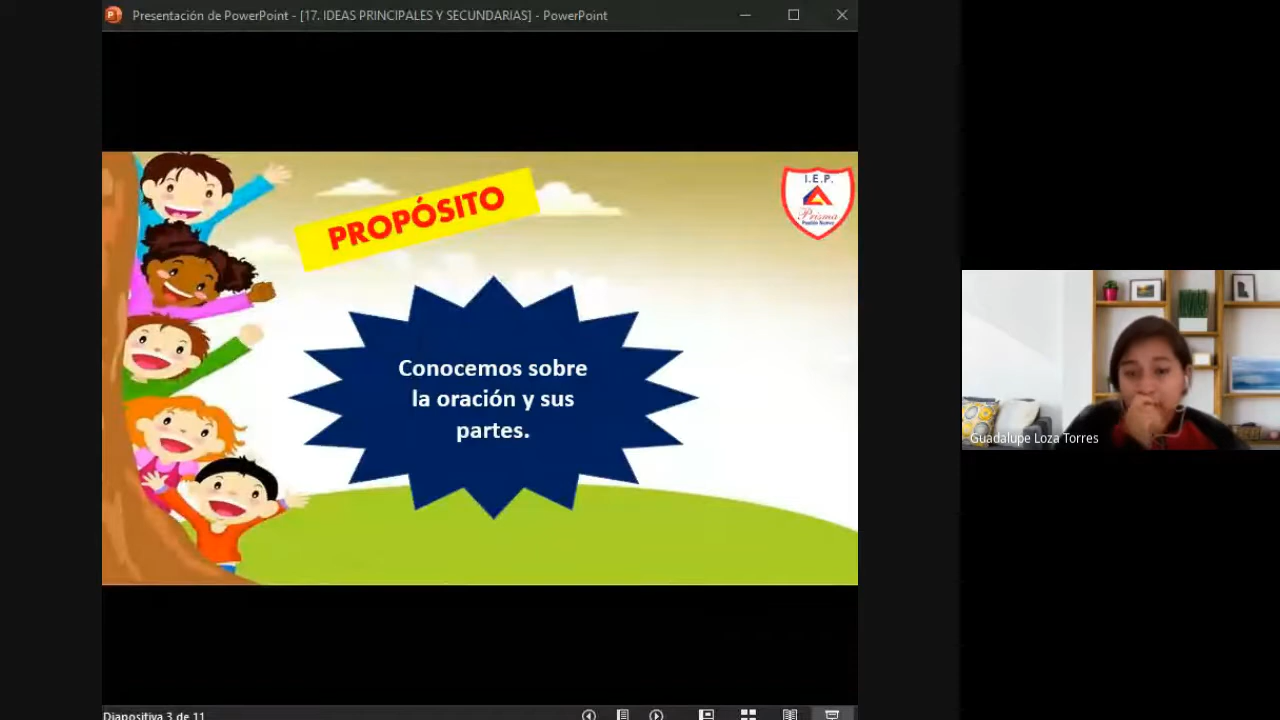 Presentación de PowerPoint - [17. IDEAS PRINCIPALES Y SECUNDARIAS] - PowerPoint
PROPÓSITO
I.E.P.
Prisma
Conocemos sobre
la oración y sus
partes.
Guadalupe Loza Torres
Diapositiva 3 de 11